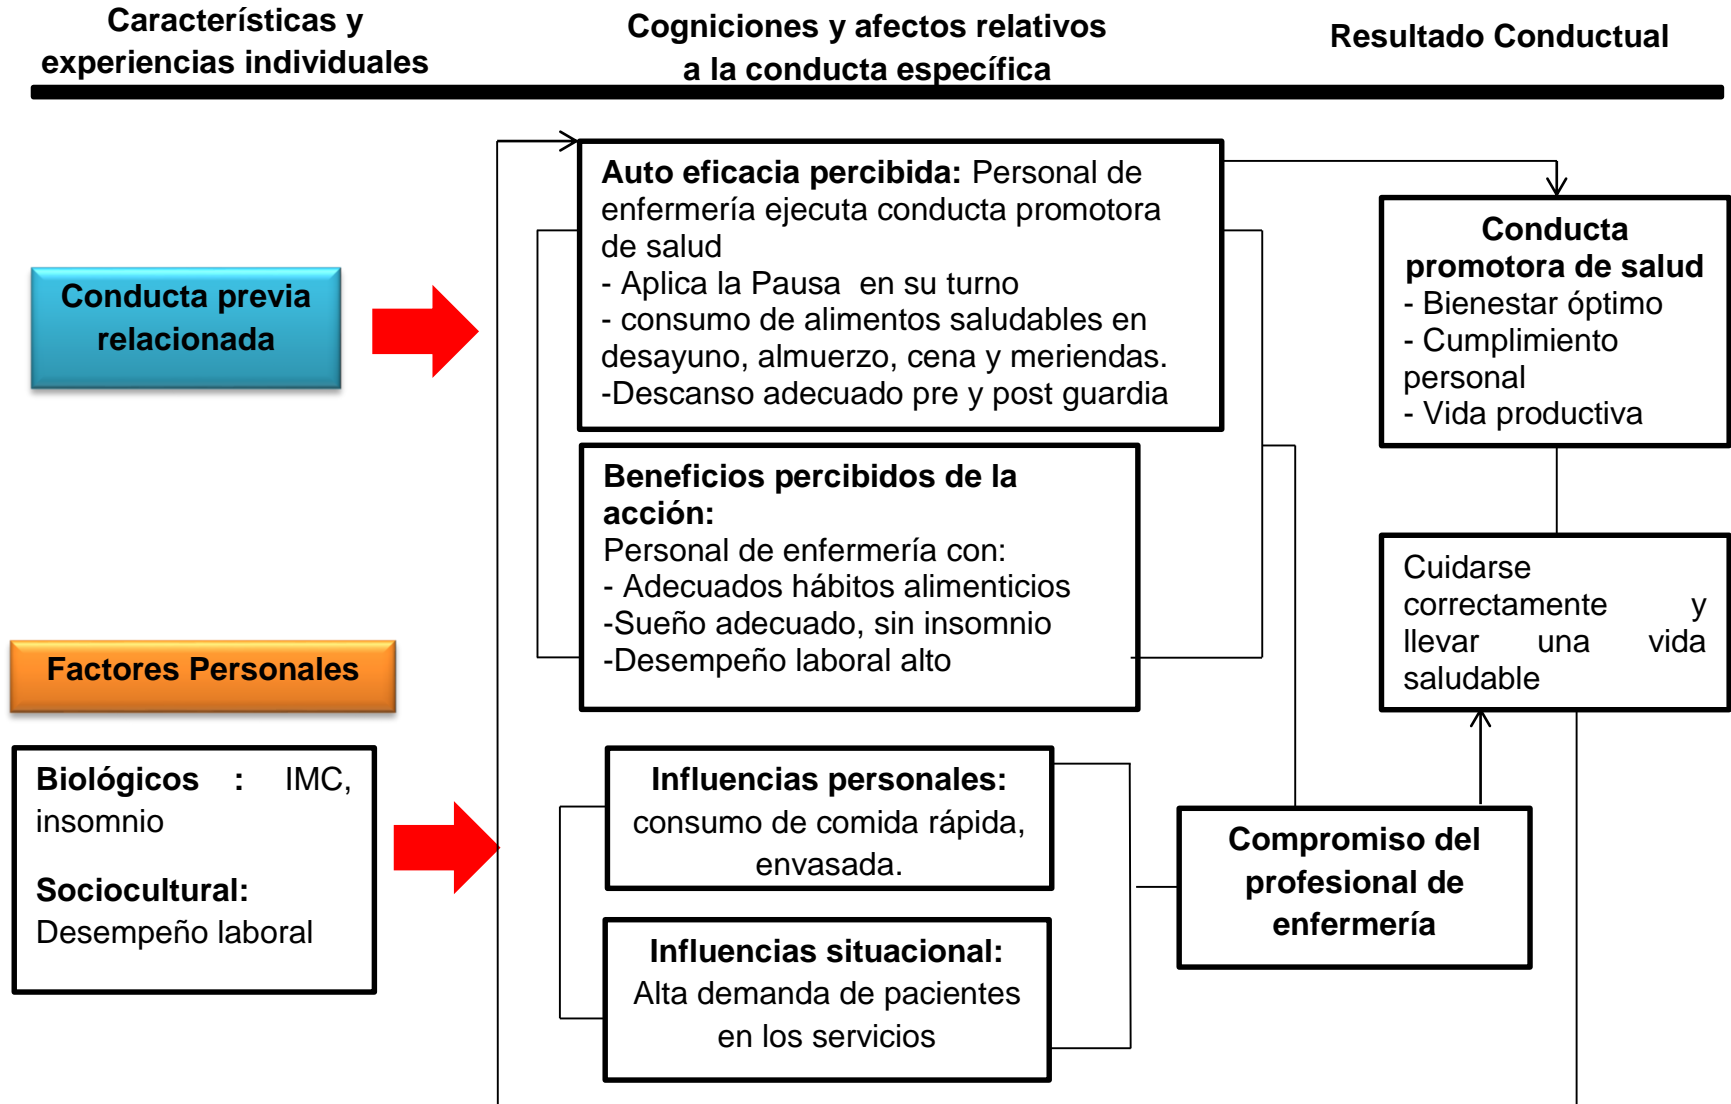 Características y
experiencias individuales
Cogniciones y afectos relativos
a la conducta específica
Resultado Conductual
Conducta previa
relacionada
Factores Personales
Biológicos : IMC,
insomnio
Sociocultural:
Desempeño laboral
Auto eficacia percibida: Personal de
enfermería ejecuta conducta promotora
de salud
- Aplica la Pausa en su turno
- consumo de alimentos saludables en
desayuno, almuerzo, cena y meriendas.
-Descanso adecuado pre y post guardia
Beneficios percibidos de la
acción:
Personal de enfermería con:
- Adecuados hábitos alimenticios
-Sueño adecuado, sin insomnio
-Desempeño laboral alto
Influencias personales:
consumo de comida rápida,
envasada.
Influencias situacional:
Alta demanda de pacientes
en los servicios
Compromiso del
profesional de
enfermería
Conducta
promotora de salud
- Bienestar óptimo
- Cumplimiento
personal
- Vida productiva
Cuidarse
correctamente y
llevar una vida
saludable